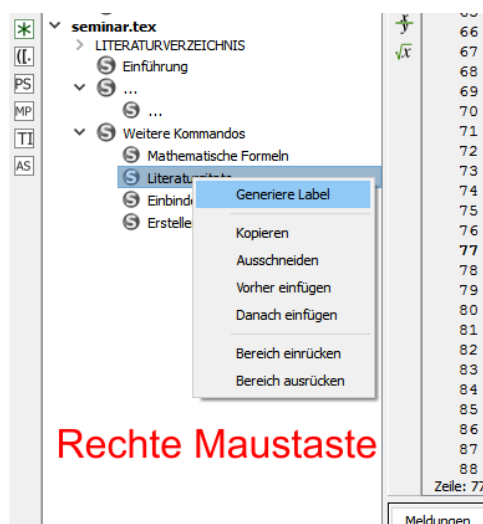 seminar.tex
LITERATURVERZEICHNIS
Einführung
...
...
Weitere Kommandos
Mathematische Formeln
Generiere Label
Kopieren
Ausschneiden
Vorher einfügen
Danach einfügen
Bereich einrücken
Bereich ausrücken
Rechte Maustaste
([.
PS
MP
TI
AS
x
y
√x
66
67
68
69
70
71
72
73
74
75
76
77
78
79
80
81
82
83
84
85
86
87
88
Zeile: 77
Meldungen